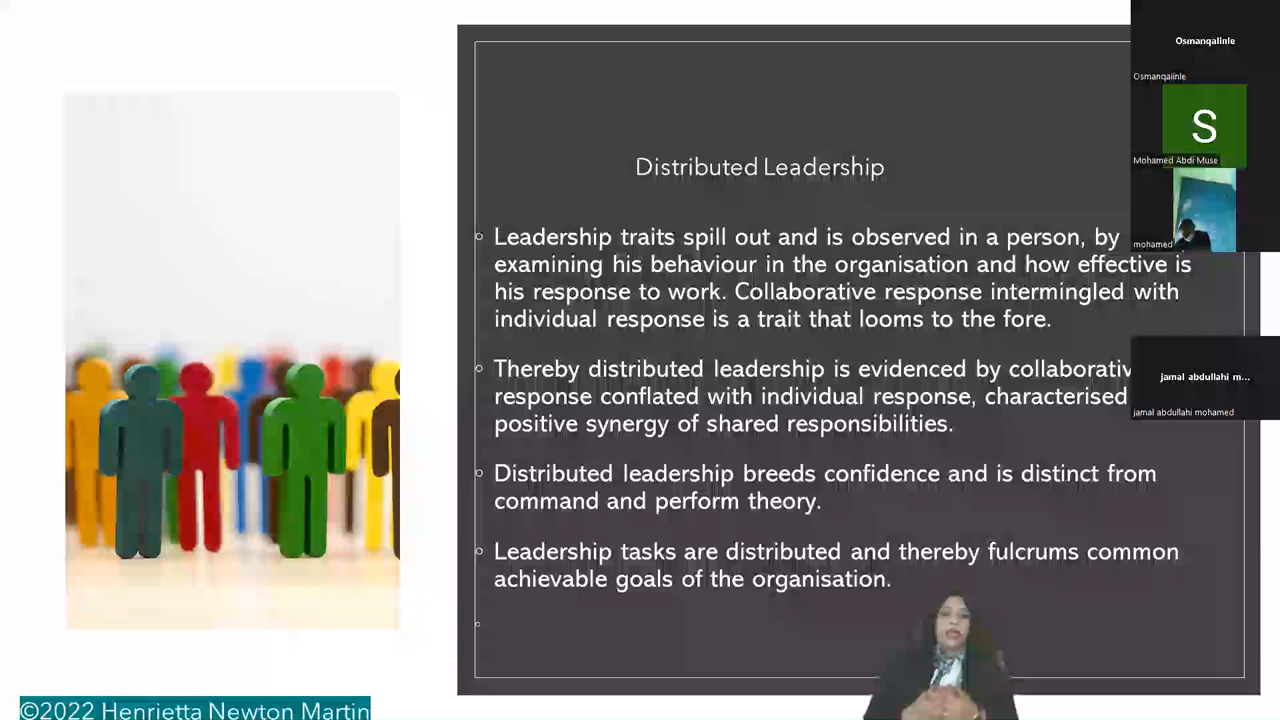 Distributed Leadership
Leadership traits spill out and is observed in a person, by
examining his behaviour in the organisation and how effective is
his response to work. Collaborative response intermingled with
individual response is a trait that looms to the fore.
Thereby distributed leadership is evidenced by collaborativ
response conflated with individual response, characterised
positive synergy of shared responsibilities.
Distributed leadership breeds confidence and is distinct from
command and perform theory.
Leadership tasks are distributed and thereby fulcrums common
achievable goals of the organisation.
©2022 Henrietta Newton Martin
Osmanqalinle
Osmanqalinle
S
Mohamed Abdi Muse
mohamed
jamal abdullahi m...
jamal abdullahi mohamed